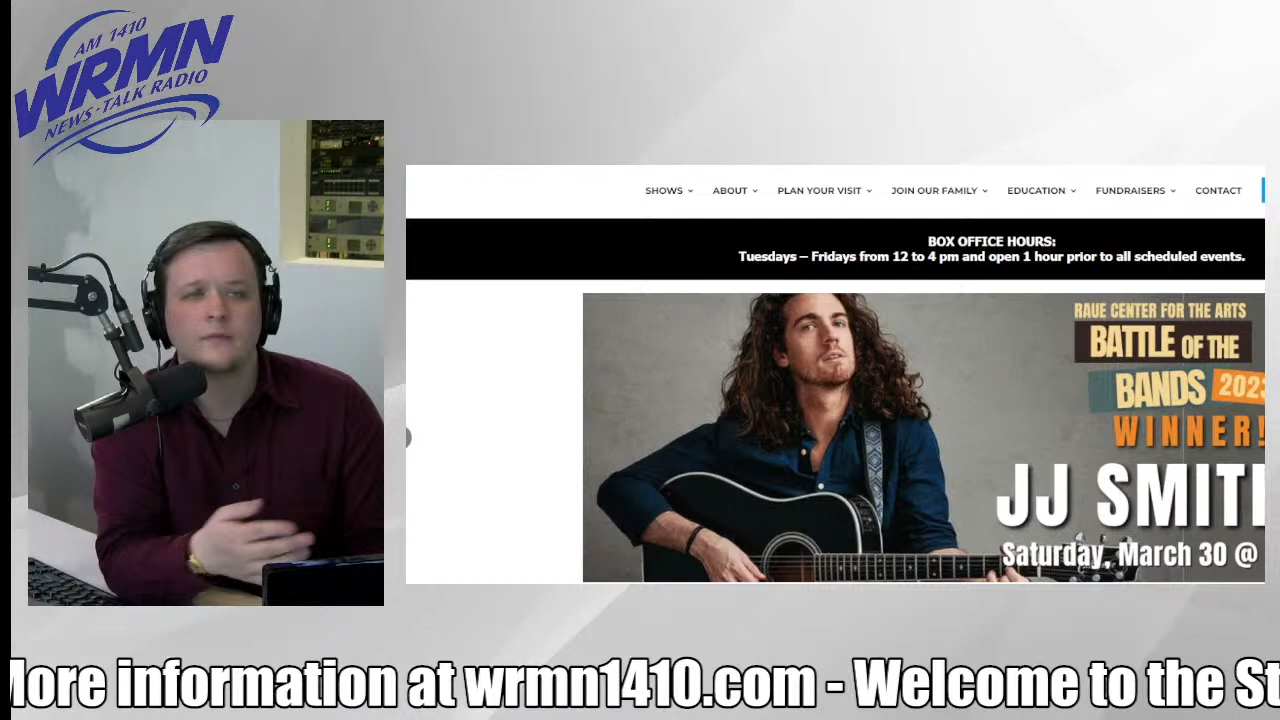 AM 1410
WRMN
NEWS·TALK RADIO
SHOWS ABOUT PLAN YOUR VISIT JOIN OUR FAMILY EDUCATION FUNDRAISERS CONTACT
BOX OFFICE HOURS:
Tuesdays – Fridays from 12 to 4 pm and open 1 hour prior to all scheduled events.
RAUE CENTER FOR THE ARTS
BATTLE OF THE
BANDS 2023
WINNER!
JJ SMITH
Saturday, March 30 @
More information at wrmn1410.com - Welcome to the St